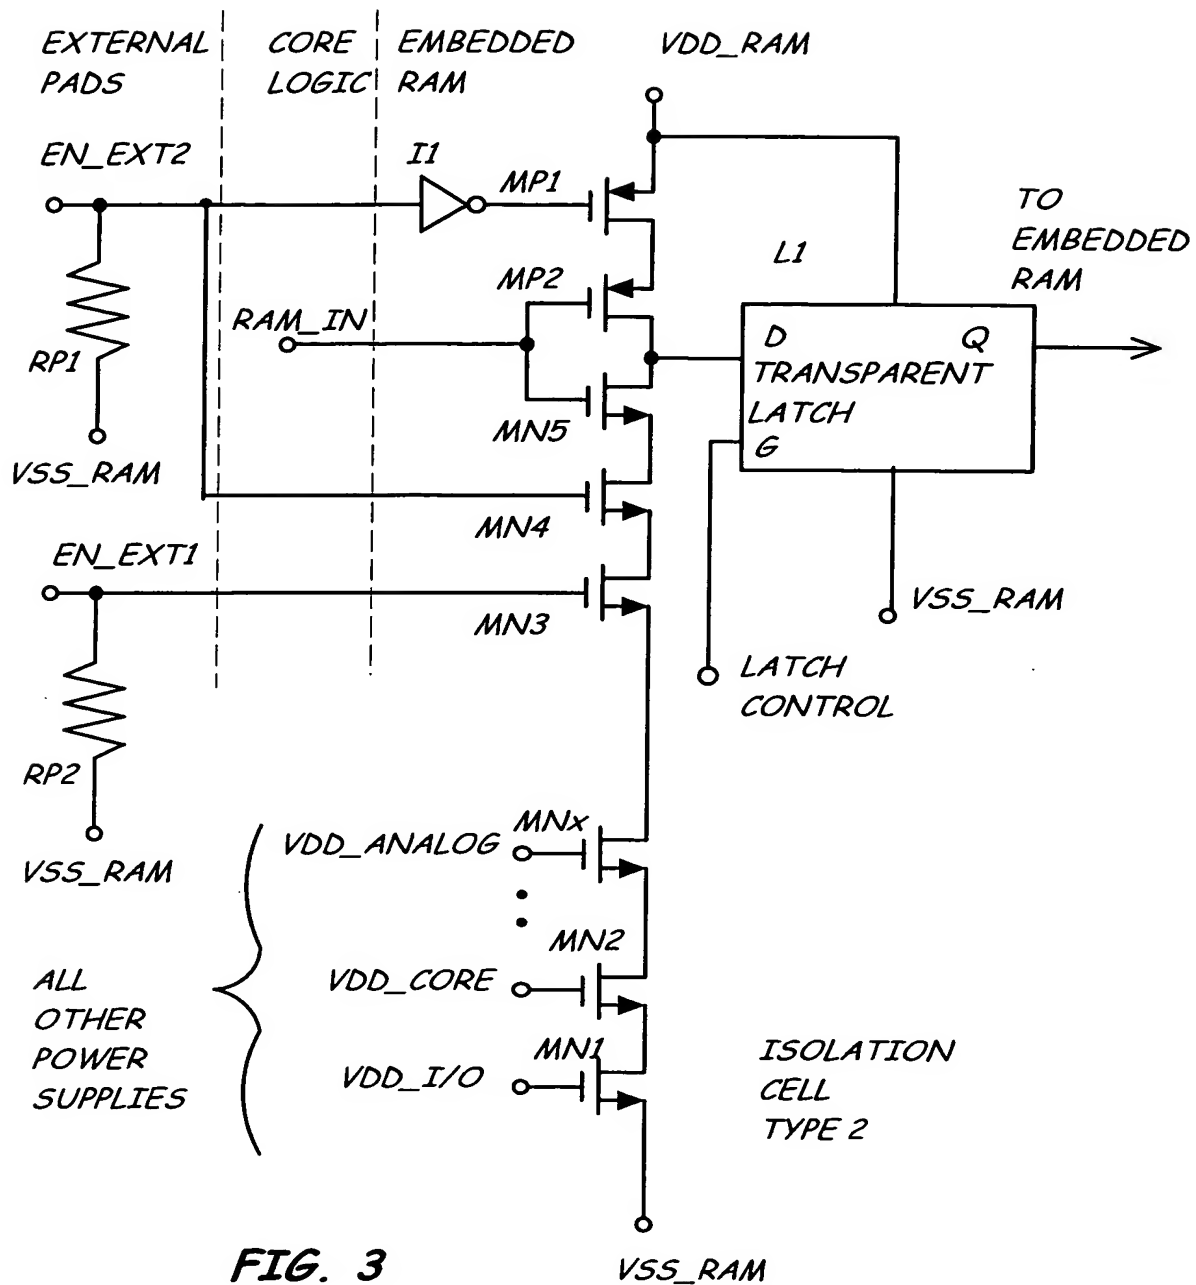 EXTERNAL PADS
CORE LOGIC
EMBEDDED RAM
VDD_RAM
EN_EXT2
I1
MP1
TO
EMBEDDED
RAM
L1
MP2
RAM_IN
RP1
D
Q
TRANSPARENT
LATCH
G
MN5
VSS_RAM
MN4
EN_EXT1
MN3
VSS_RAM
LATCH
CONTROL
RP2
MNx
VDD_ANALOG
VSS_RAM
MN2
VDD_CORE
ALL
OTHER
POWER
SUPPLIES
MN1
VDD_I/O
ISOLATION
CELL
TYPE 2
FIG. 3
VSS_RAM